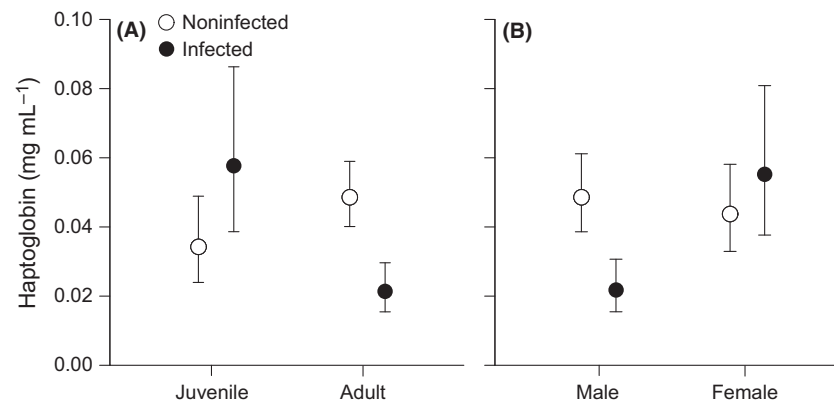 Haptoglobin (mg mL−1)
0.10
0.08
0.06
0.04
0.02
0.00
(A)
Noninfected
Infected
Juvenile
Adult
(B)
Male
Female